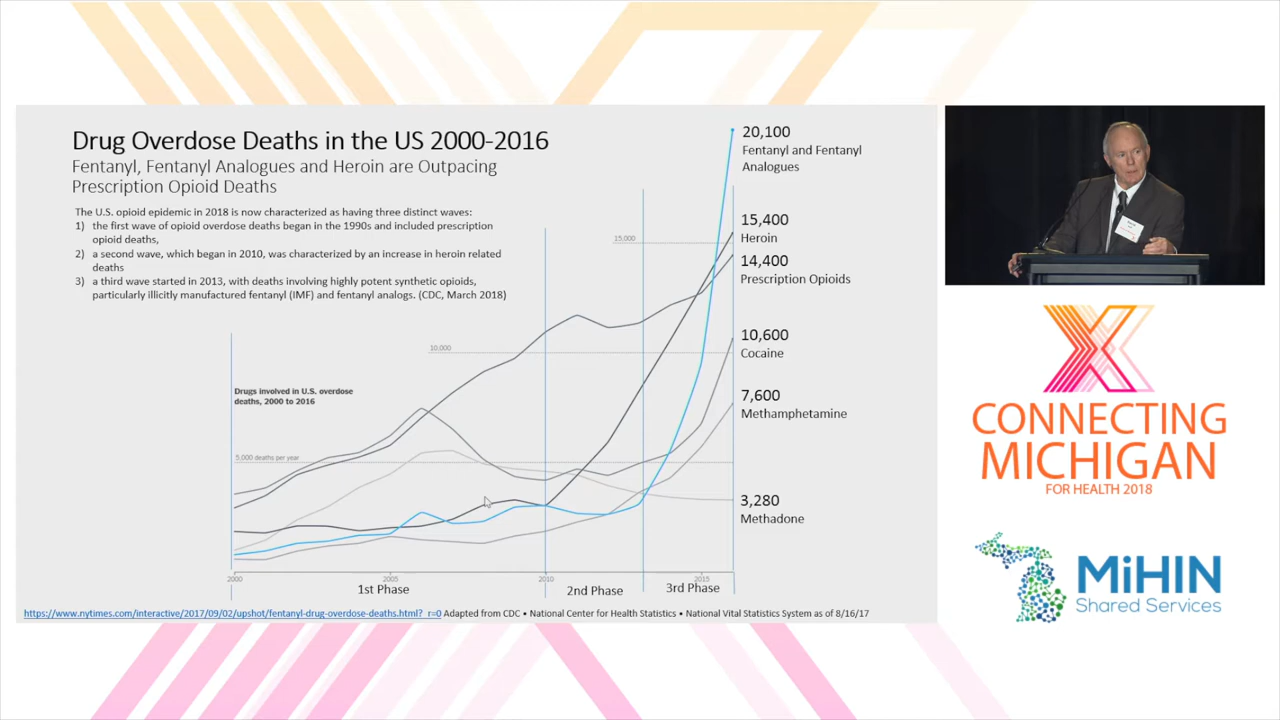 Drug Overdose Deaths in the US 2000-2016
Fentanyl, Fentanyl Analogues and Heroin are Outpacing
Prescription Opioid Deaths
The U.S. opioid epidemic in 2018 is now characterized as having three distinct waves:
1) the first wave of opioid overdose deaths began in the 1990s and included prescription
opioid deaths,
2) a second wave, which began in 2010, was characterized by an increase in heroin related
deaths
3) a third wave started in 2013, with deaths involving highly potent synthetic opioids,
particularly illicitly manufactured fentanyl (IMF) and fentanyl analogs. (CDC, March 2018)
20,100
Fentanyl and Fentanyl
Analogues
15,400
Heroin
14,400
Prescription Opioids
10,600
Cocaine
7,600
Methamphetamine
3,280
Methadone
15,000
10,000
Drugs involved in U.S. overdose
deaths, 2000 to 2016
5,000 deaths per year
2000
2005
2010
2015
1st Phase
2nd Phase
3rd Phase
https://www.nytimes.com/interactive/2017/09/02/upshot/fentanyl-drug-overdose-deaths.html?_r=0 Adapted from CDC • National Center for Health Statistics • National Vital Statistics System as of 8/16/17
CONNECTING
MICHIGAN
FOR HEALTH 2018
MiHIN
Shared Services